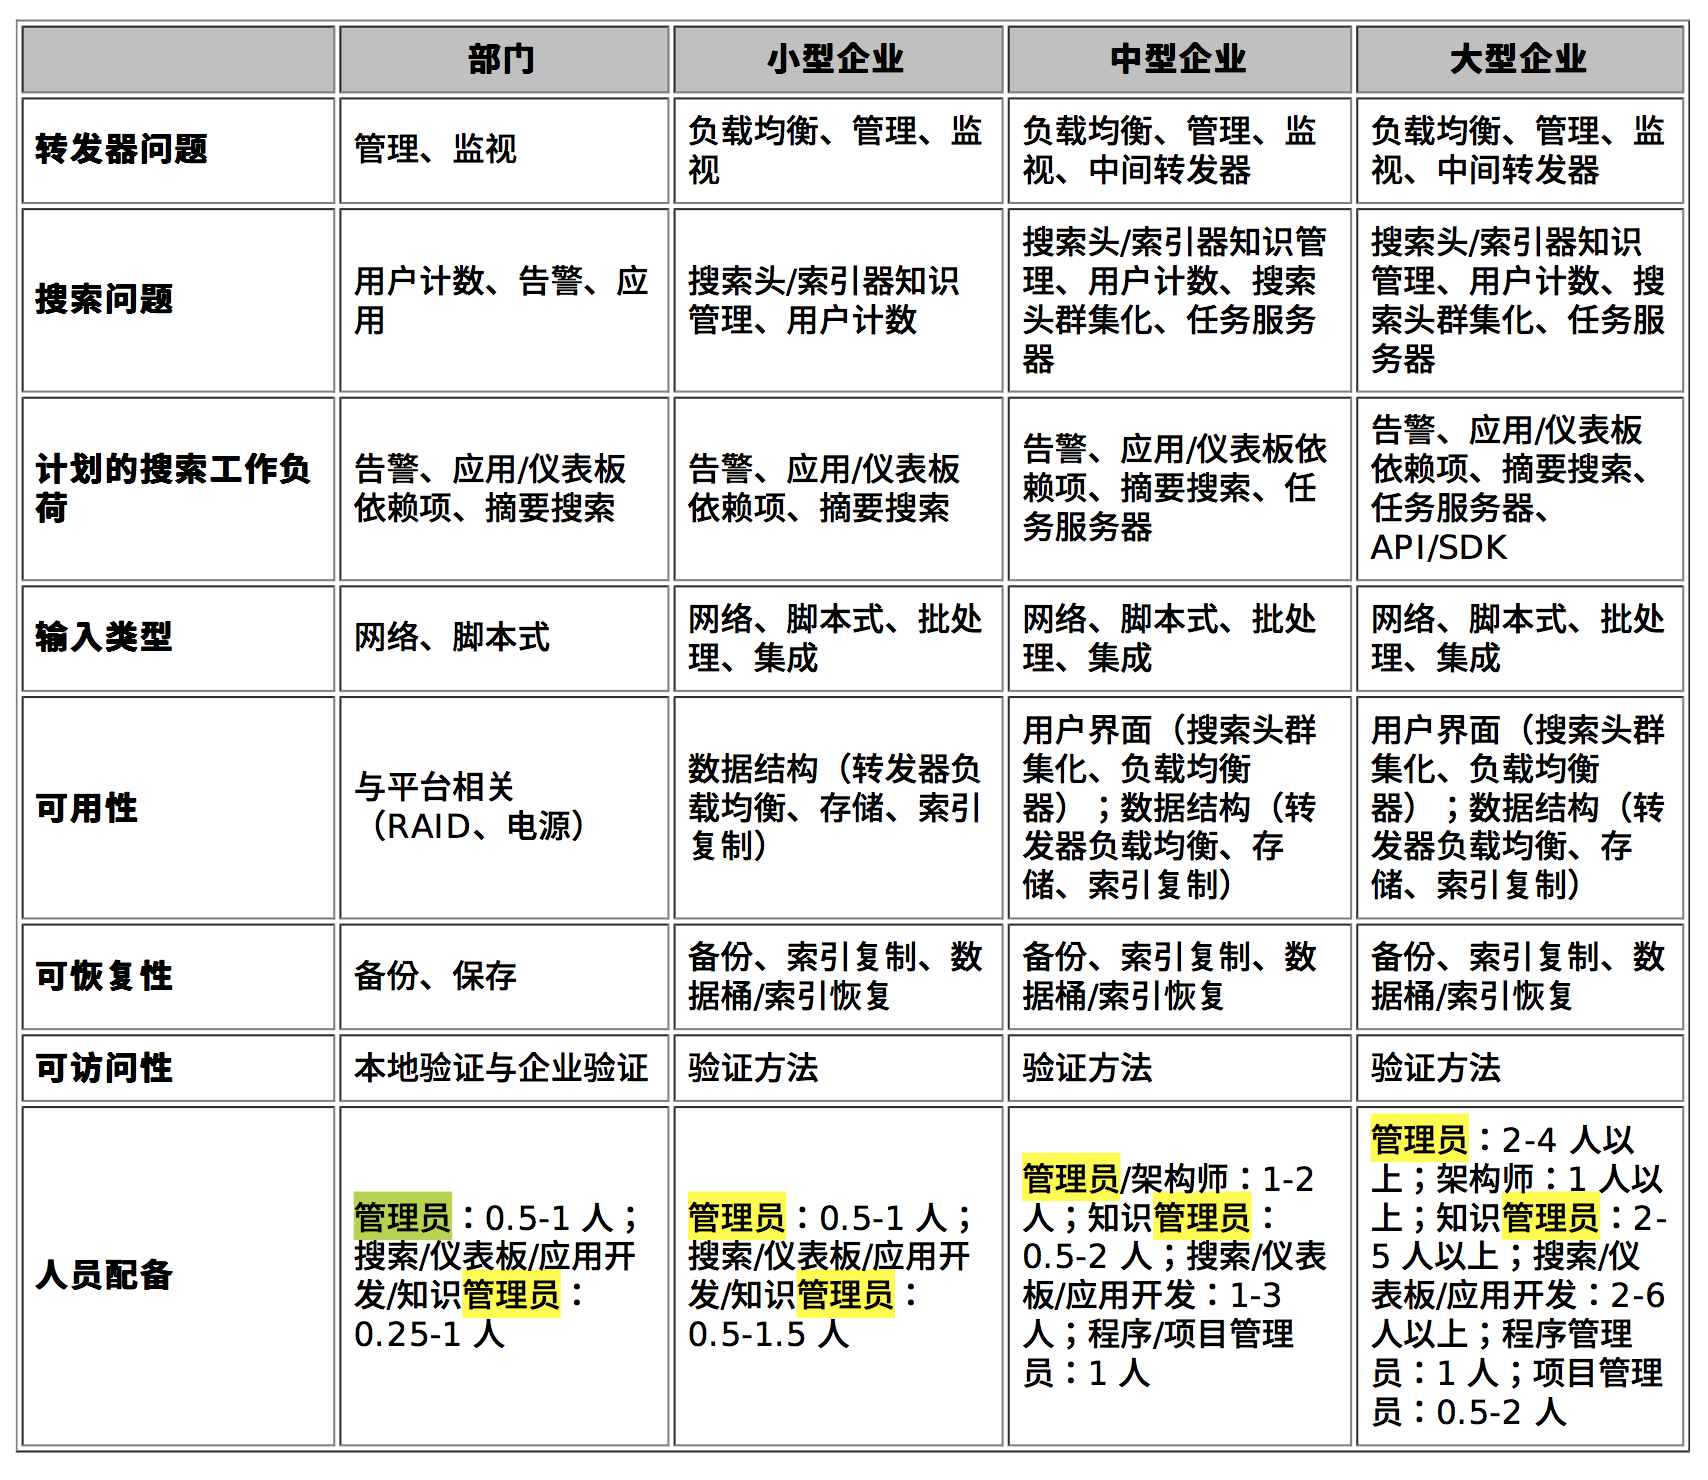 部门
小型企业
中型企业
大型企业
转发器问题
管理、监视
负载均衡、管理、监
视
负载均衡、管理、监
视、中间转发器
负载均衡、管理、监
视、中间转发器
搜索问题
用户计数、告警、应
用
搜索头/索引器知识
管理、用户计数
搜索头/索引器知识管
理、用户计数、搜索
头群集化、任务服务
器
搜索头/索引器知识
管理、用户计数、搜
索头群集化、任务服
务器
计划的搜索工作负
荷
告警、应用/仪表板
依赖项、摘要搜索
告警、应用/仪表板
依赖项、摘要搜索
告警、应用/仪表板依
赖项、摘要搜索、任
务服务器
告警、应用/仪表板
依赖项、摘要搜索、
任务服务器、
API/SDK
输入类型
网络、脚本式
网络、脚本式、批处
理、集成
网络、脚本式、批处
理、集成
网络、脚本式、批处
理、集成
可用性
与平台相关
（RAID、电源）
数据结构（转发器负
载均衡、存储、索引
复制）
用户界面（搜索头群
集化、负载均衡
器）；数据结构（转
发器负载均衡、存
储、索引复制）
用户界面（搜索头群
集化、负载均衡
器）；数据结构（转
发器负载均衡、存
储、索引复制）
可恢复性
备份、保存
备份、索引复制、数
据桶/索引恢复
备份、索引复制、数
据桶/索引恢复
备份、索引复制、数
据桶/索引恢复
可访问性
本地验证与企业验证
验证方法
验证方法
验证方法
人员配备
管理员：0.5-1 人；
搜索/仪表板/应用开
发/知识管理员：
0.25-1 人
管理员：0.5-1 人；
搜索/仪表板/应用开
发/知识管理员：
0.5-1.5 人
管理员/架构师：1-2
人；知识管理员：
0.5-2 人；搜索/仪表
板/应用开发：1-3
人；程序/项目管理
员：1 人
管理员：2-4 人以
上；架构师：1 人以
上；知识管理员：2-
5 人以上；搜索/仪
表板/应用开发：2-6
人以上；程序管理
员：1 人；项目管理
员：0.5-2 人